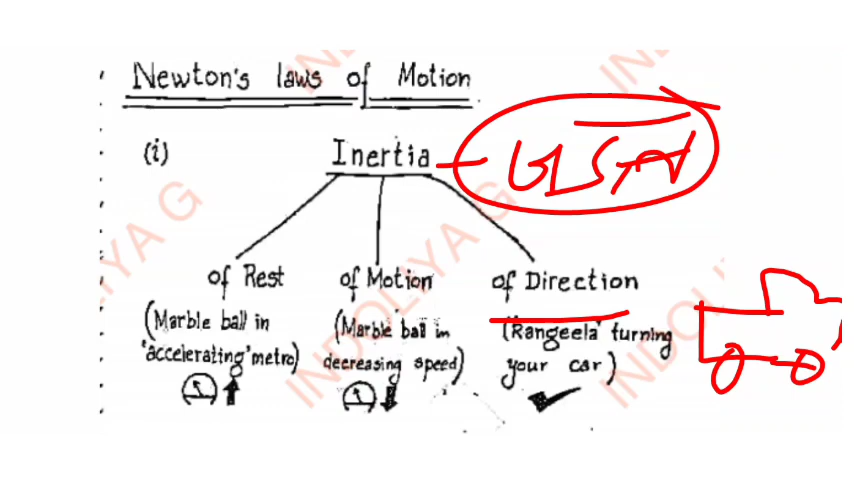 Newton's laws of Motion
(i) Inertia
of Rest of Motion of Direction
(Marble ball in (Marble ball in ('Rangeela' turning
'accelerating' metro) decreasing speed) your car)
INDOLIYA G